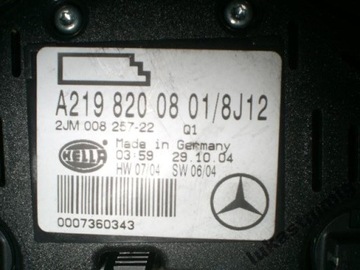 A219 820 08 01/8J12
2JM 008 257-22 Q1
HELLA
Made in Germany
03:59 29.10.04
HW 07/04 SW 06/04
0007360343